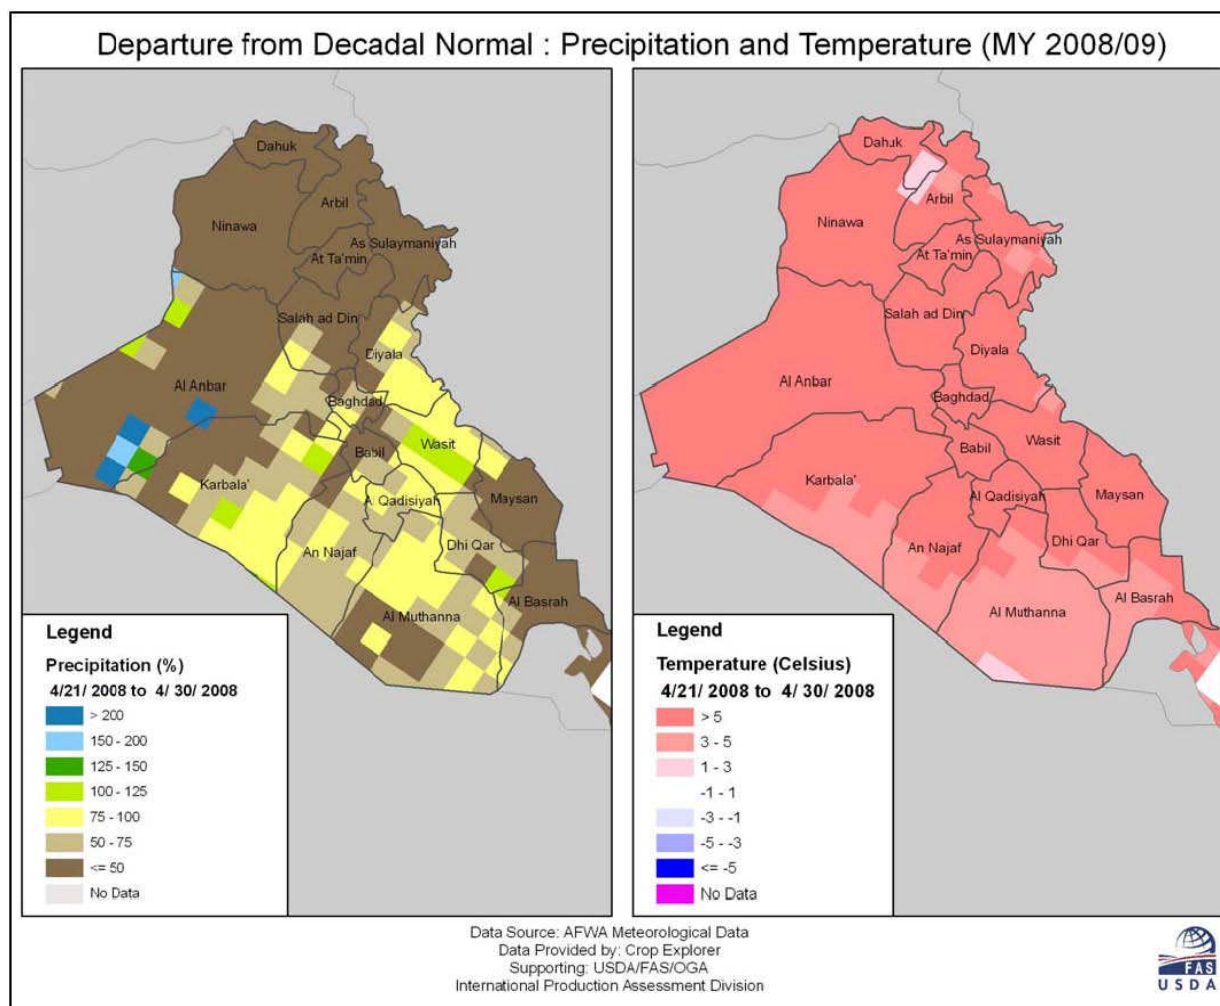 Departure from Decadal Normal : Precipitation and Temperature (MY 2008/09)
Dahuk
Ninawa
Arbil
As Sulaymaniyah
At Ta'min
Salah ad Din
Diyala
Al Anbar
Baghdad
Wasit
Babil
Karbala'
Al Qadisiyah
Maysan
An Najaf
Dhi Qar
Al Muthanna
Al Basrah
Legend
Precipitation (%)
4/21/ 2008 to 4/ 30/ 2008
> 200
150 - 200
125 - 150
100 - 125
75 - 100
50 - 75
<= 50
No Data
Dahuk
Ninawa
Arbil
As Sulaymaniyah
At Ta'min
Salah ad Din
Diyala
Al Anbar
Baghdad
Wasit
Babil
Karbala'
Al Qadisiyah
Maysan
An Najaf
Dhi Qar
Al Muthanna
Al Basrah
Legend
Temperature (Celsius)
4/21/ 2008 to 4/ 30/ 2008
> 5
3 - 5
1 - 3
-1 - 1
-3 - -1
-5 - -3
<= -5
No Data
Data Source: AFWA Meteorological Data
Data Provided by: Crop Explorer
Supporting: USDA/FAS/OGA
International Production Assessment Division
FAS
USDA